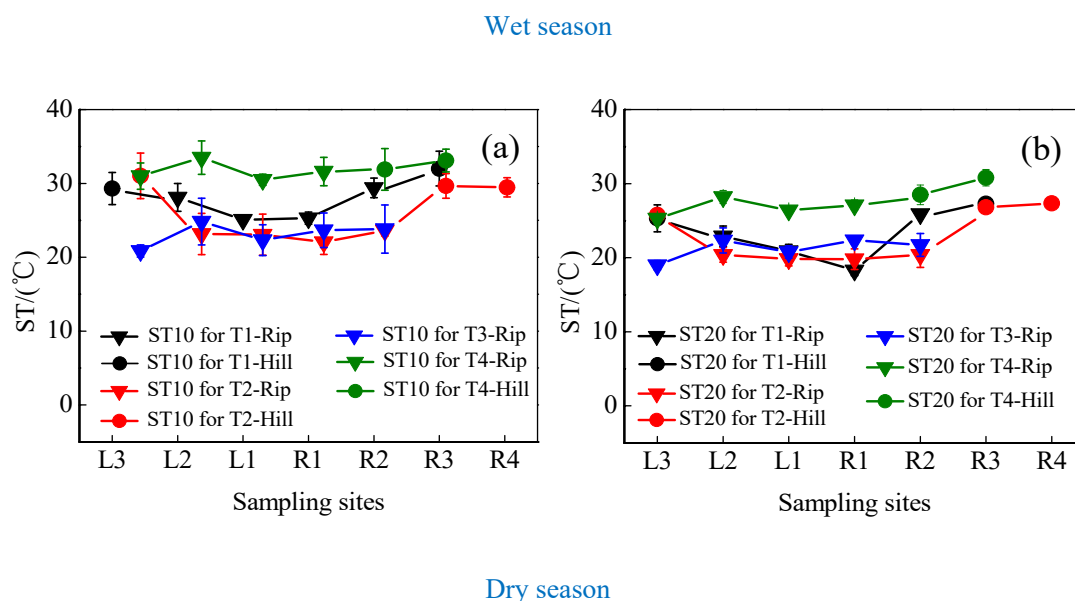 Wet season
40
30
20
10
0
ST/(℃)
(a)
ST10 for T1-Rip
ST10 for T1-Hill
ST10 for T2-Rip
ST10 for T2-Hill
ST10 for T3-Rip
ST10 for T4-Rip
ST10 for T4-Hill
L3 L2 L1 R1 R2 R3 R4
Sampling sites
40
30
20
10
0
ST/(℃)
(b)
ST20 for T1-Rip
ST20 for T1-Hill
ST20 for T2-Rip
ST20 for T2-Hill
ST20 for T3-Rip
ST20 for T4-Rip
ST20 for T4-Hill
L3 L2 L1 R1 R2 R3 R4
Sampling sites
Dry season